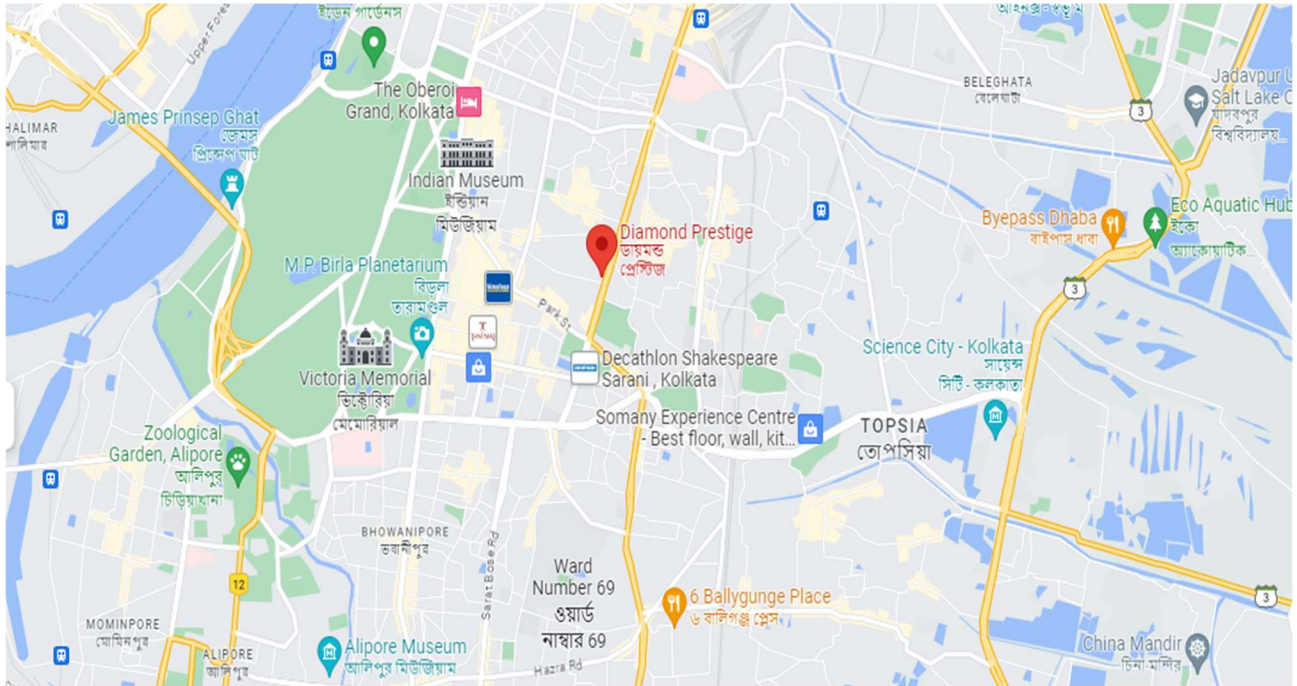 ইডেন গার্ডেনস
Upper Fores
The Oberoi
Grand, Kolkata
BELEGHATA
বেলেঘাটা
3
Jadavpur U
Salt Lake C
যাদবপুর
বিশ্ববিদ্যালয়...
HALIMAR
শালিমার
James Prinsep Ghat
জেমস
প্রিন্সেপ ঘাট
Indian Museum
ইন্ডিয়ান
মিউজিয়াম
Byepass Dhaba
বাইপাস ধাবা
Eco Aquatic Hub
ইকো
অ্যাকোয়াটিক...
Diamond Prestige
ডায়মন্ড
প্রেস্টিজ
M.P. Birla Planetarium
বিড়লা
তারামণ্ডল
3
Park St
Victoria Memorial
ভিক্টোরিয়া
মেমোরিয়াল
Decathlon Shakespeare
Sarani , Kolkata
Science City - Kolkata
সায়েন্স
সিটি - কলকাতা
Somany Experience Centre
- Best floor, wall, kit...
TOPSIA
তোপসিয়া
Zoological
Garden, Alipore
আলিপুর
চিড়িয়াখানা
BHOWANIPORE
ভবানীপুর
Sarat Bose Rd
Ward
Number 69
ওয়ার্ড
নাম্বার 69
12
6 Ballygunge Place
৬ বালিগঞ্জ প্লেস
3
MOMINPORE
মোমিনপুর
ALIPORE
আলিপুর
Alipore Museum
আলিপুর মিউজিয়াম
Hazra Rd
China Mandir
চিনা-মান্দির